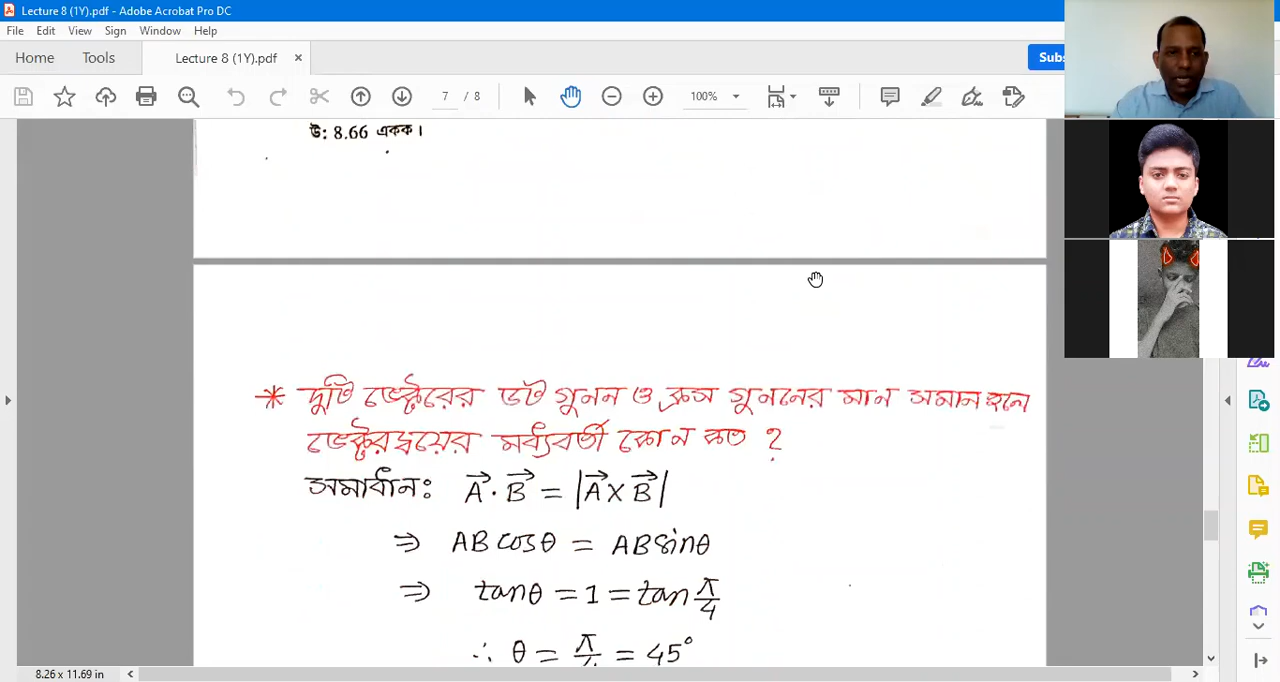 Lecture 8 (1Y).pdf - Adobe Acrobat Pro DC
File Edit View Sign Window Help
Home Tools Lecture 8 (1Y).pdf × Subs
7 / 8 100%
উ: 8.66 একক।
* দুটি ভেক্টরের ডট গুনন ও ক্রস গুননের মান সমান হলে
ভেক্টরদ্বয়ের মর্ধ্যবর্তী কোন কত ?
সমাধান: A⃗ · B⃗ = |A⃗ × B⃗|
⇒ AB cosθ = AB sinθ
⇒ tanθ = 1 = tan π/4
∴ θ = π/4 = 45°
8.26 x 11.69 in